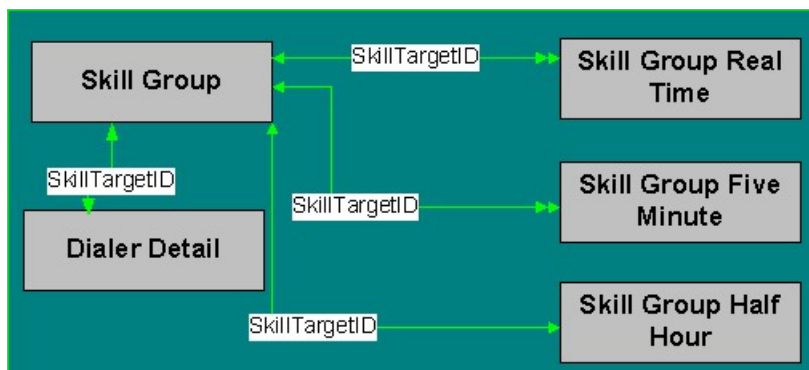 Skill Group
SkillTargetID
Skill Group Real
Time
SkillTargetID
SkillTargetID
Skill Group Five
Minute
Dialer Detail
SkillTargetID
Skill Group Half
Hour